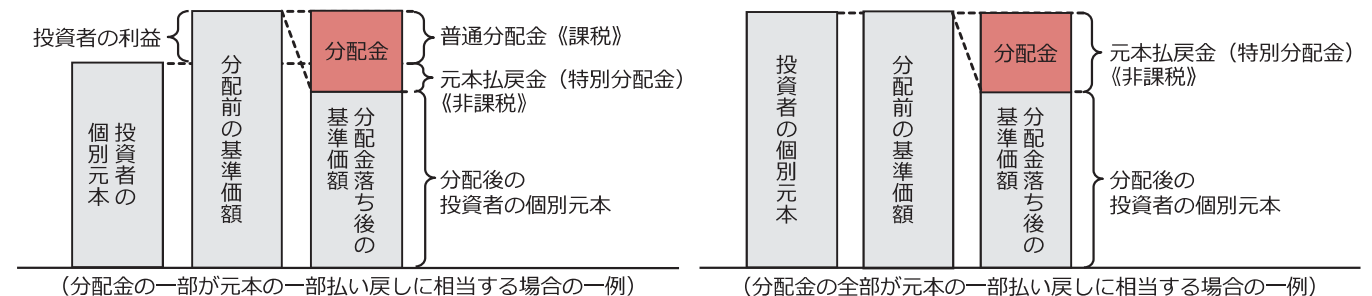 投資者の利益
投資者の
個別元本
分配前の基準価額
分配金
分配金落ち後の
基準価額
普通分配金《課税》
元本払戻金（特別分配金）
《非課税》
分配後の
投資者の個別元本
（分配金の一部が元本の一部払い戻しに相当する場合の一例）
投資者の個別元本
分配前の基準価額
分配金
分配金落ち後の
基準価額
元本払戻金（特別分配金）
《非課税》
分配後の
投資者の個別元本
（分配金の全部が元本の一部払い戻しに相当する場合の一例）